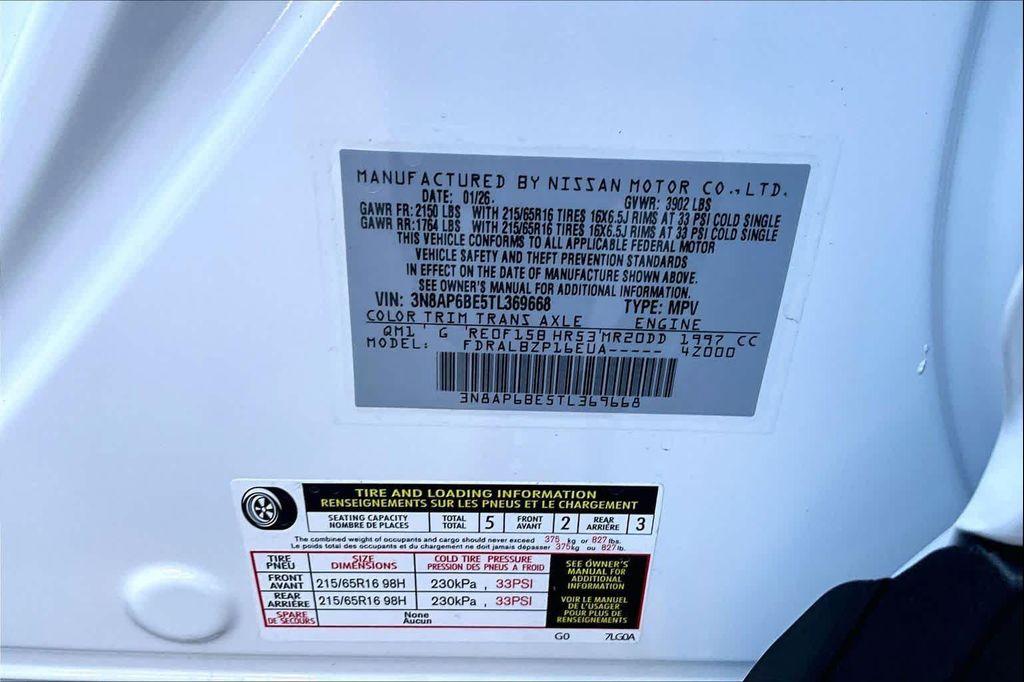 MANUFACTURED BY NISSAN MOTOR CO., LTD.
DATE: 01/26. GVWR: 3902 LBS
GAWR FR: 2150 LBS WITH 215/65R16 TIRES 16X6.5J RIMS AT 33 PSI COLD SINGLE
GAWR RR: 1764 LBS WITH 215/65R16 TIRES 16X6.5J RIMS AT 33 PSI COLD SINGLE
THIS VEHICLE CONFORMS TO ALL APPLICABLE FEDERAL MOTOR
VEHICLE SAFETY AND THEFT PREVENTION STANDARDS
IN EFFECT ON THE DATE OF MANUFACTURE SHOWN ABOVE.
SEE OWNER'S MANUAL FOR ADDITIONAL INFORMATION.
VIN: 3N8AP6BE5TL369668 TYPE: MPV
COLOR TRIM TRANS AXLE ENGINE
QM1 ' G 'RE0F15B HR53'MR20DD 1997 CC
MODEL: FDRALBZP16EUA----- 4Z000
3N8AP6BE5TL369668
TIRE AND LOADING INFORMATION
RENSEIGNEMENTS SUR LES PNEUS ET LE CHARGEMENT
SEATING CAPACITY TOTAL 5 FRONT 2 REAR 3
NOMBRE DE PLACES TOTAL AVANT ARRIÈRE
The combined weight of occupants and cargo should never exceed 375 kg or 827 lbs.
Le poids total des occupants et du chargement ne doit jamais dépasser 375kg ou 827lb.
TIRE SIZE COLD TIRE PRESSURE
PNEU DIMENSIONS PRESSION DES PNEUS A FROID
FRONT
AVANT 215/65R16 98H 230kPa , 33PSI
REAR
ARRIÈRE 215/65R16 98H 230kPa , 33PSI
SPARE None
DE SECOURS Aucun
SEE OWNER'S
MANUAL FOR
ADDITIONAL
INFORMATION
VOIR LE MANUEL
DE L'USAGER
POUR PLUS DE
RENSEIGNEMENTS
G0 7LG0A